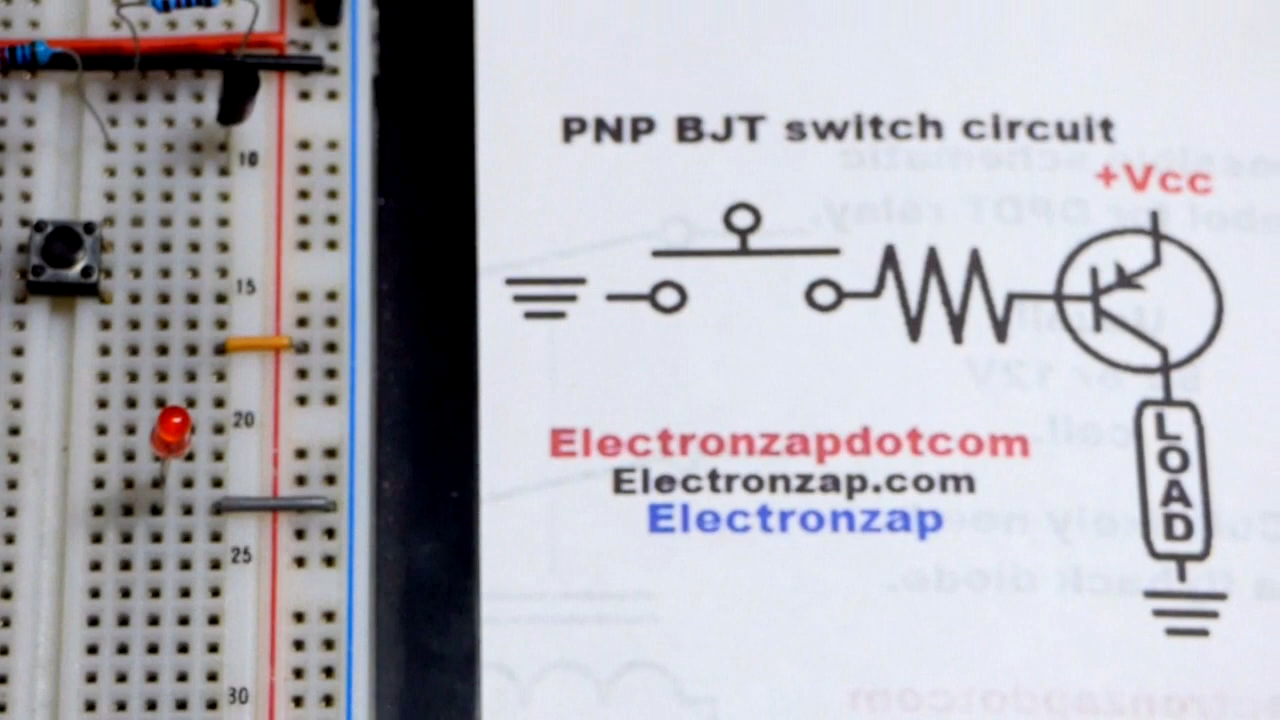 PNP BJT switch circuit
+Vcc
LOAD
Electronzapdotcom
Electronzap.com
Electronzap
10
15
20
25
30